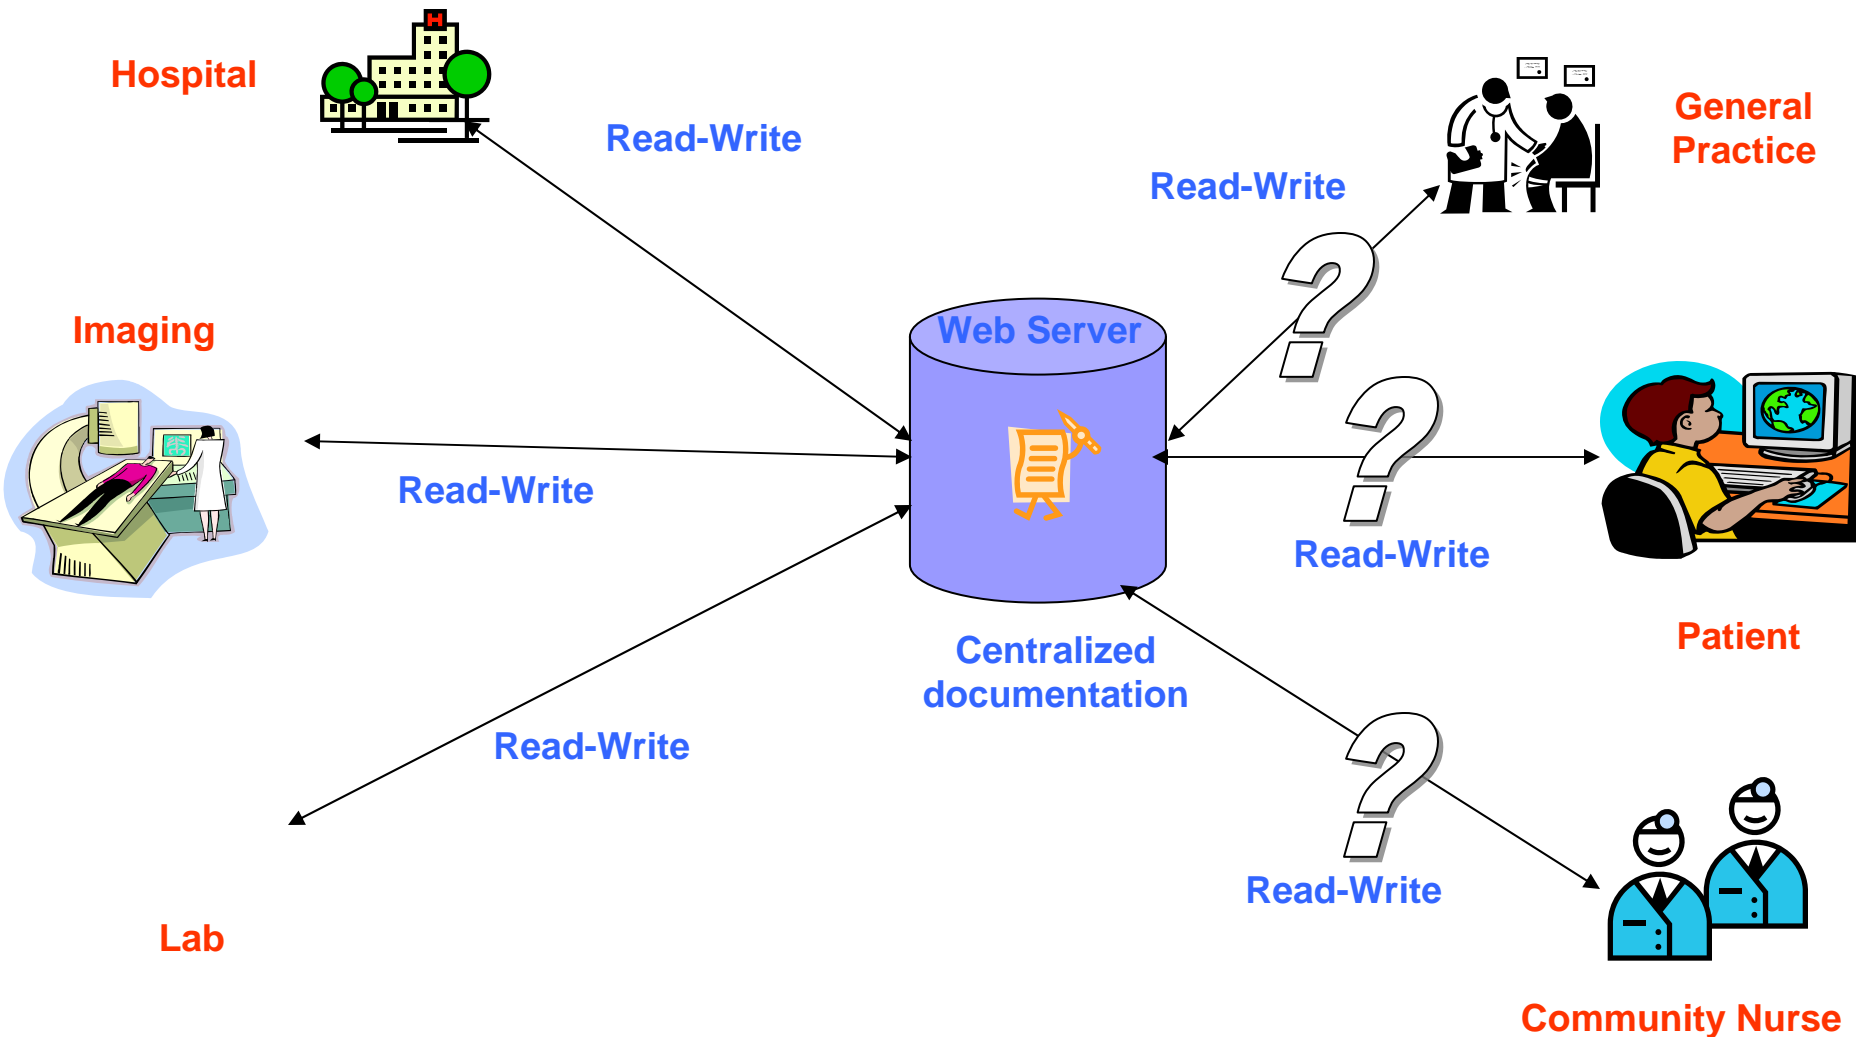 Hospital
H
Read-Write
General
Practice
Read-Write
?
Imaging
Web Server
?
Read-Write
Read-Write
Patient
Centralized
documentation
Read-Write
?
Read-Write
Lab
Community Nurse